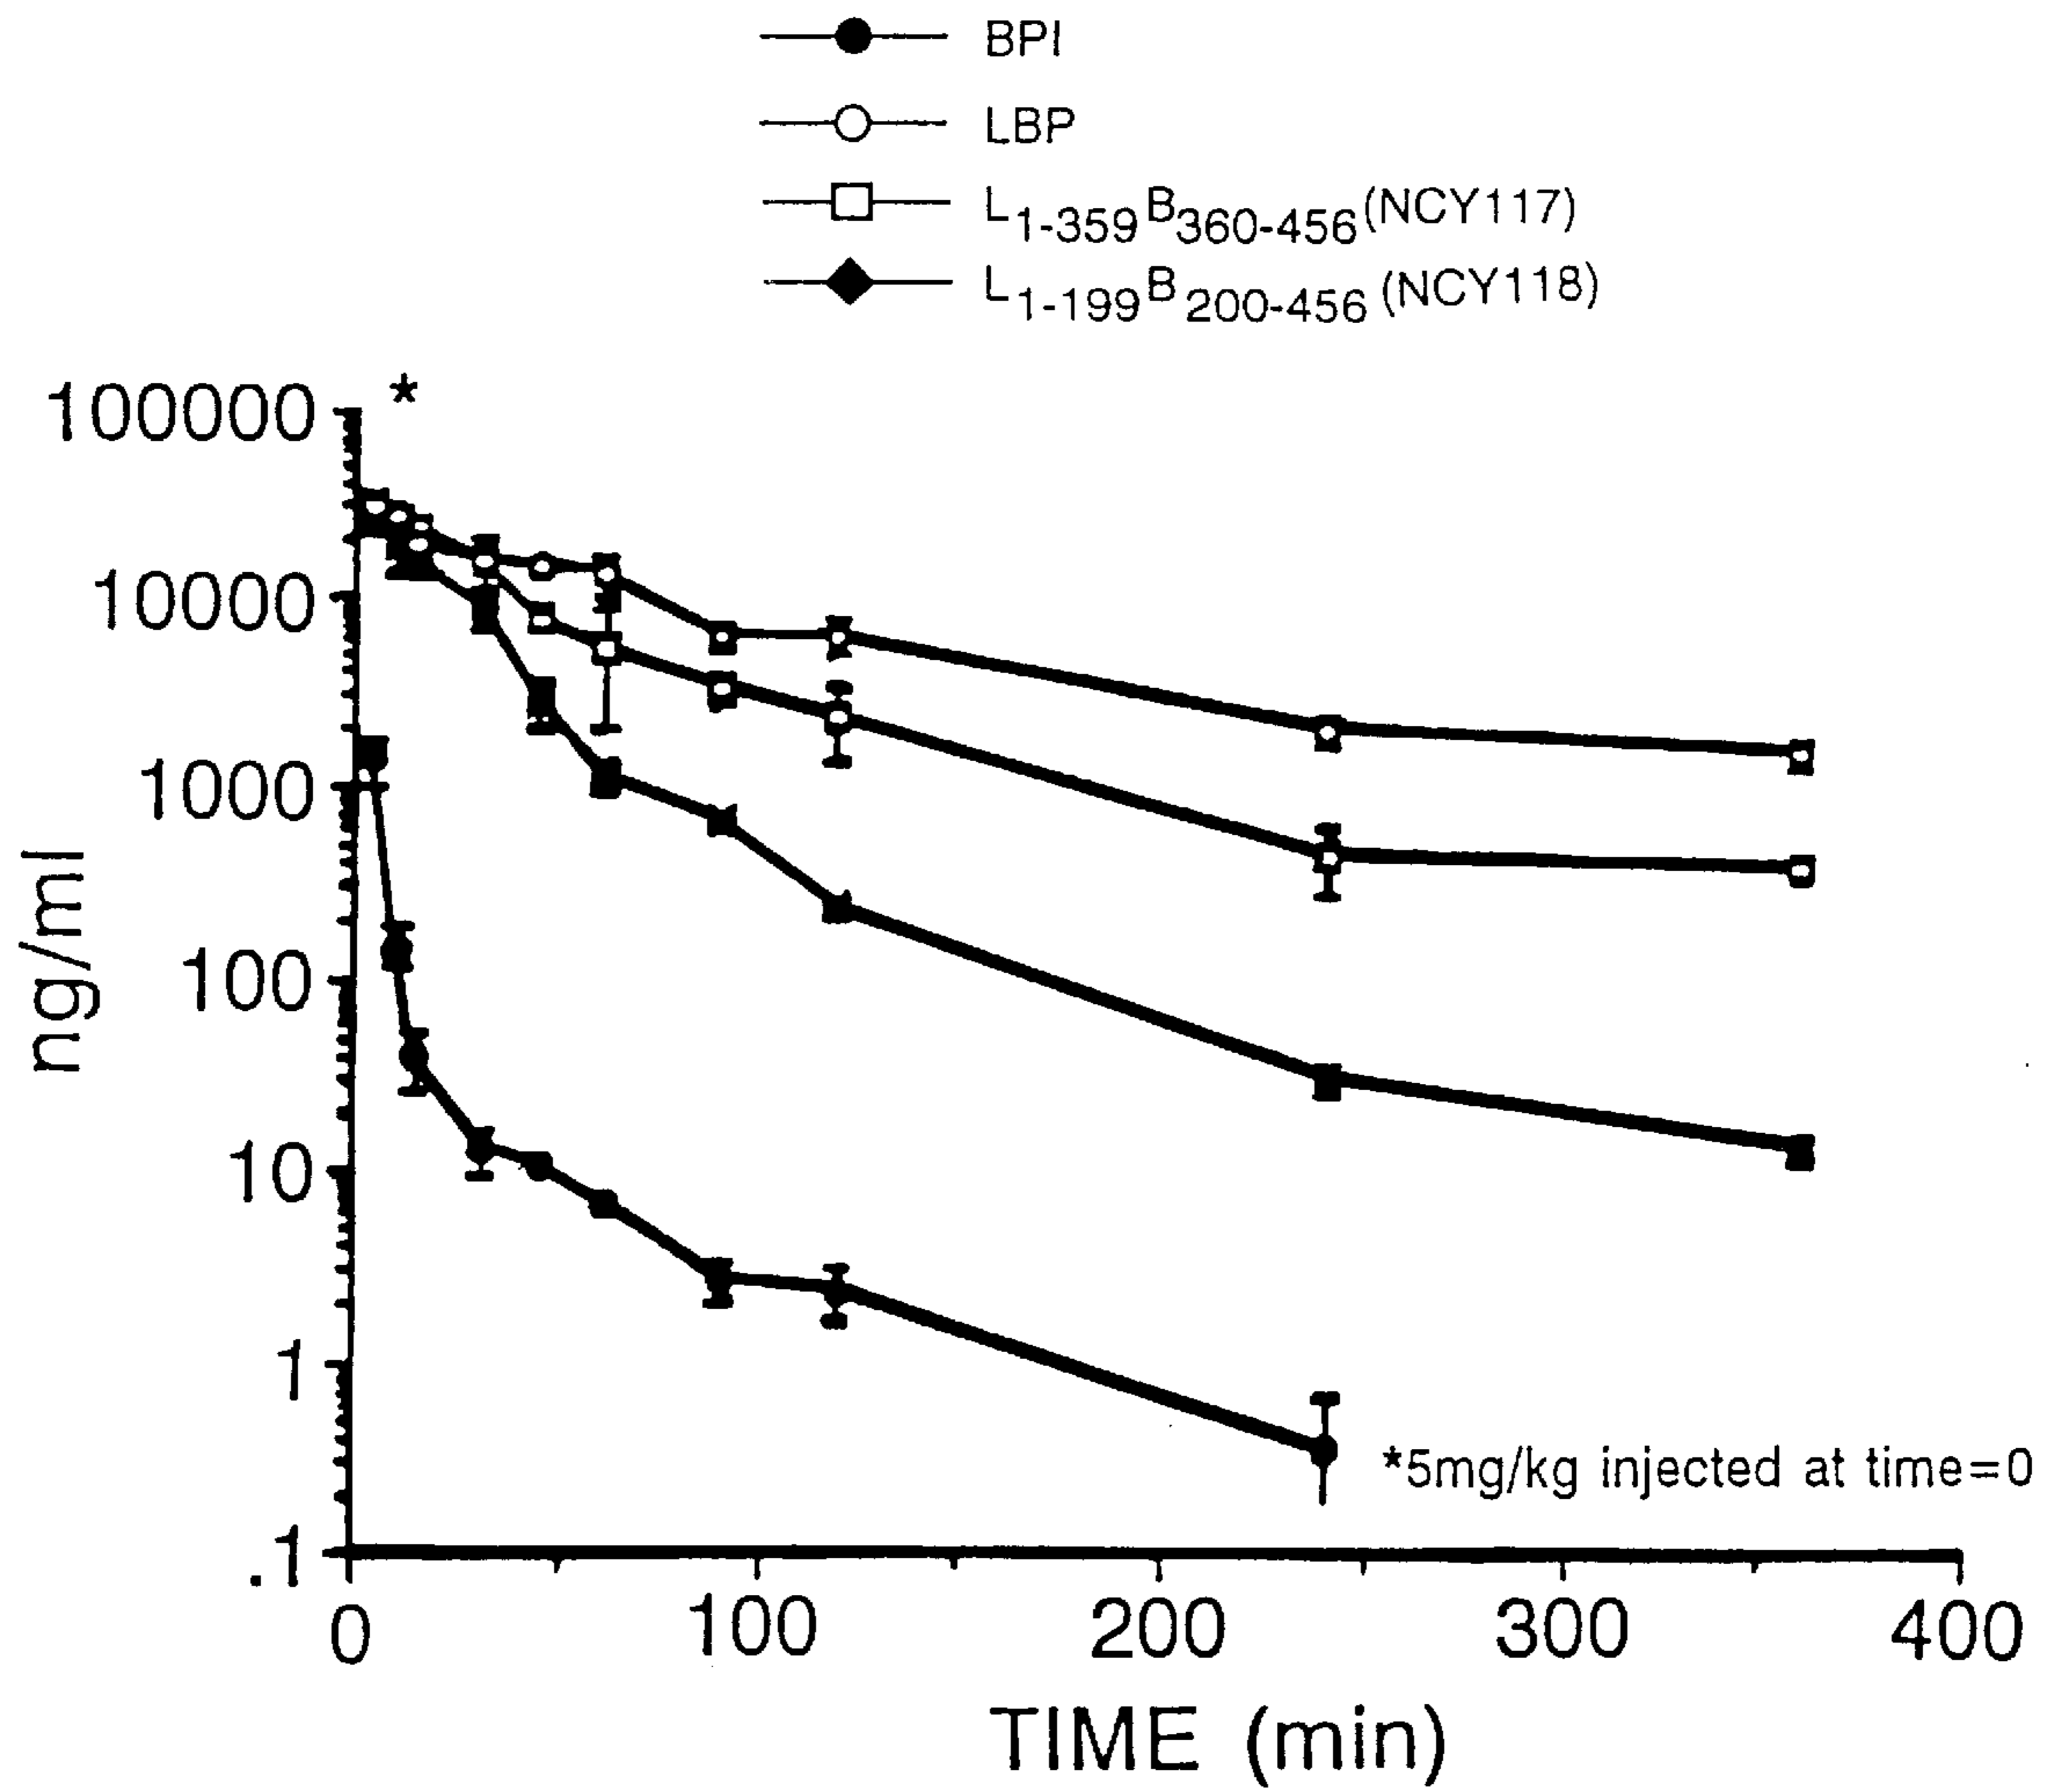 BPI
LBP
L1-359B360-456(NCY117)
L1-199B200-456(NCY118)
100000
*
10000
1000
100
10
1
.1
ng/ml
*5mg/kg injected at time=0
0 100 200 300 400
TIME (min)